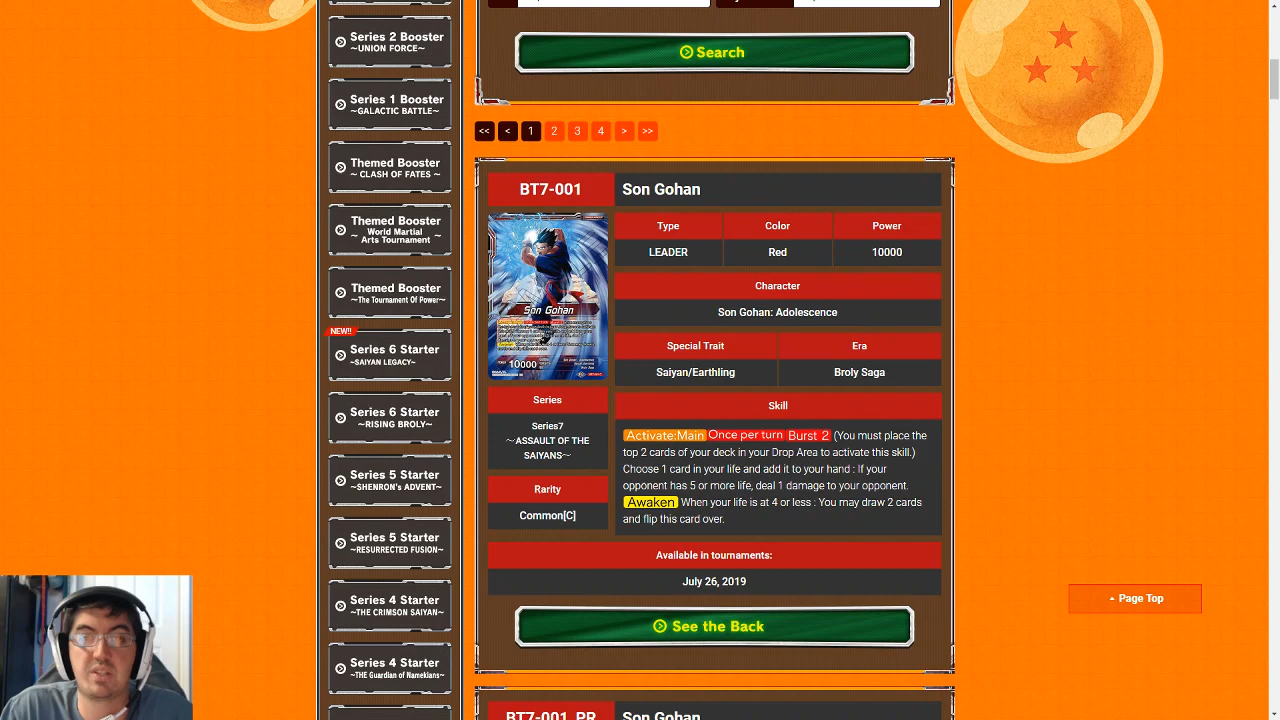 Series 2 Booster
~UNION FORCE~
Series 1 Booster
~GALACTIC BATTLE~
Themed Booster
~ CLASH OF FATES ~
Themed Booster
~ World Martial Arts Tournament ~
Themed Booster
~The Tournament Of Power~
NEW!!
Series 6 Starter
~SAIYAN LEGACY~
Series 6 Starter
~RISING BROLY~
Series 5 Starter
~SHENRON's ADVENT~
Series 5 Starter
~RESURRECTED FUSION~
Series 4 Starter
~THE CRIMSON SAIYAN~
Series 4 Starter
~THE Guardian of Namekians~
Search
<< < 1 2 3 4 > >>
BT7-001 Son Gohan
Son Gohan
10000
Type Color Power
LEADER Red 10000
Character
Son Gohan: Adolescence
Special Trait Era
Saiyan/Earthling Broly Saga
Series
Series7
～ASSAULT OF THE
SAIYANS～
Rarity
Common[C]
Skill
Activate:Main Once per turn Burst 2 (You must place the
top 2 cards of your deck in your Drop Area to activate this skill.)
Choose 1 card in your life and add it to your hand : If your
opponent has 5 or more life, deal 1 damage to your opponent.
Awaken When your life is at 4 or less : You may draw 2 cards
and flip this card over.
Available in tournaments:
July 26, 2019
See the Back
BT7-001_PR Son Gohan
Page Top